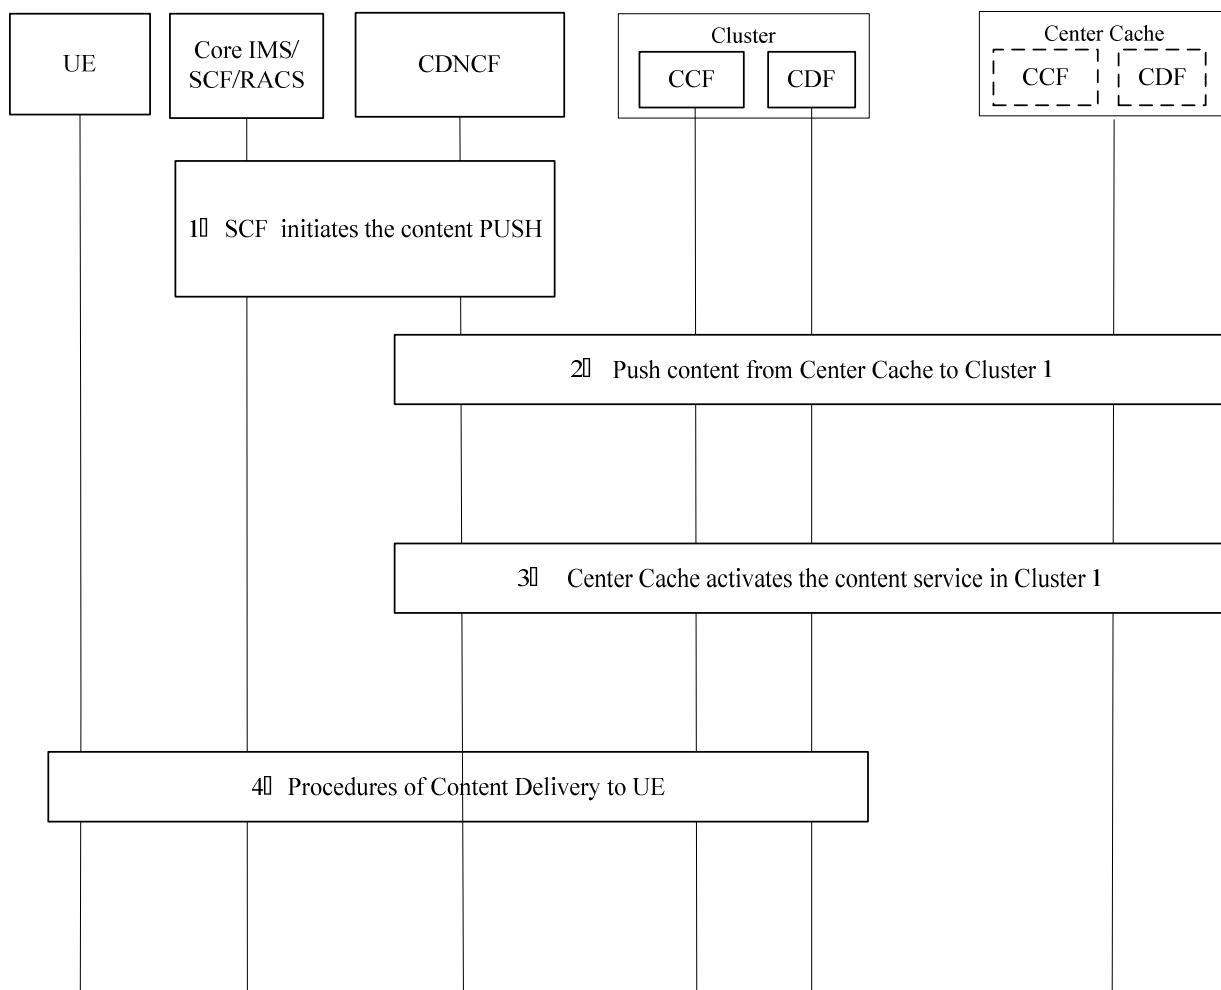 UE
Core IMS/
SCF/RACS
CDNCF
Cluster
CCF
CDF
Center Cache
CCF
CDF
1▯ SCF initiates the content PUSH
2▯ Push content from Center Cache to Cluster 1
3▯ Center Cache activates the content service in Cluster 1
4▯ Procedures of Content Delivery to UE